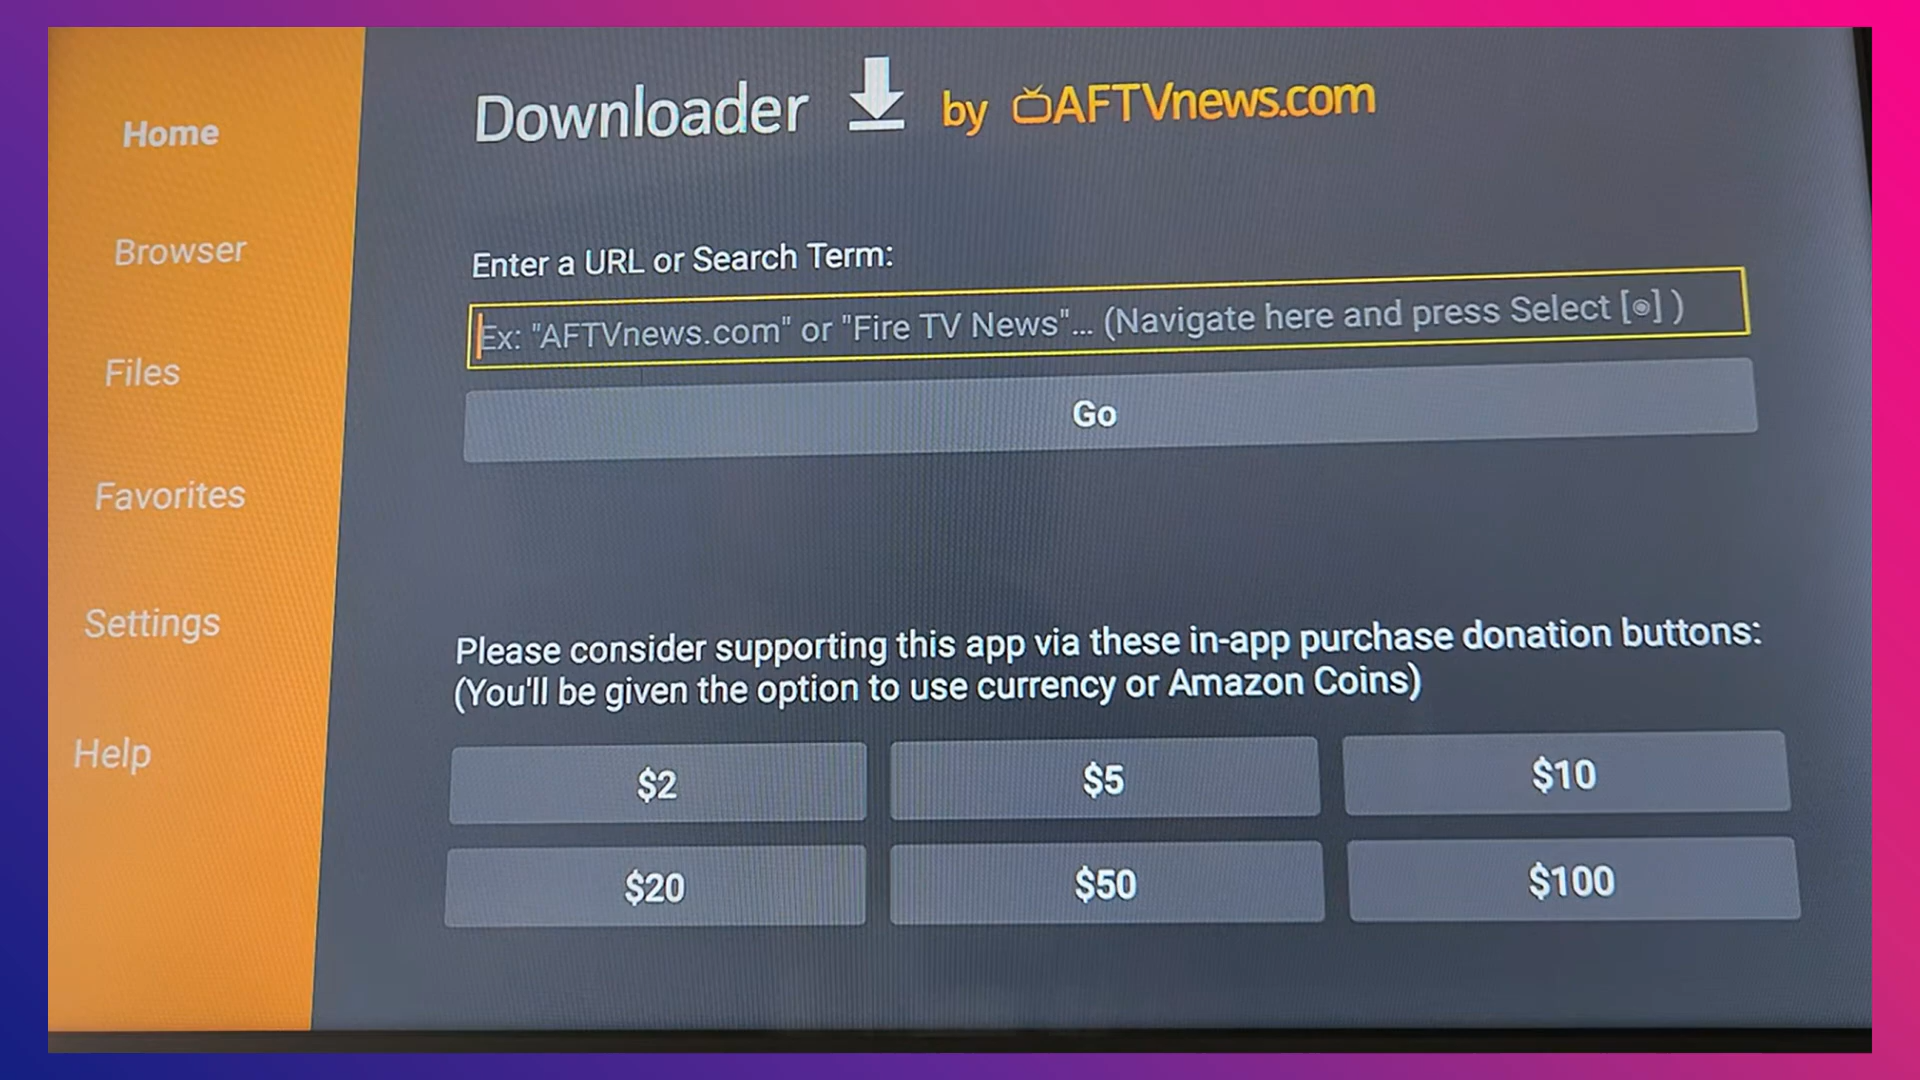 Home
Browser
Files
Favorites
Settings
Help
Downloader by AFTVnews.com
Enter a URL or Search Term:
Ex: "AFTVnews.com" or "Fire TV News"... (Navigate here and press Select [◉] )
Go
Please consider supporting this app via these in-app purchase donation buttons:
(You'll be given the option to use currency or Amazon Coins)
$2
$5
$10
$20
$50
$100